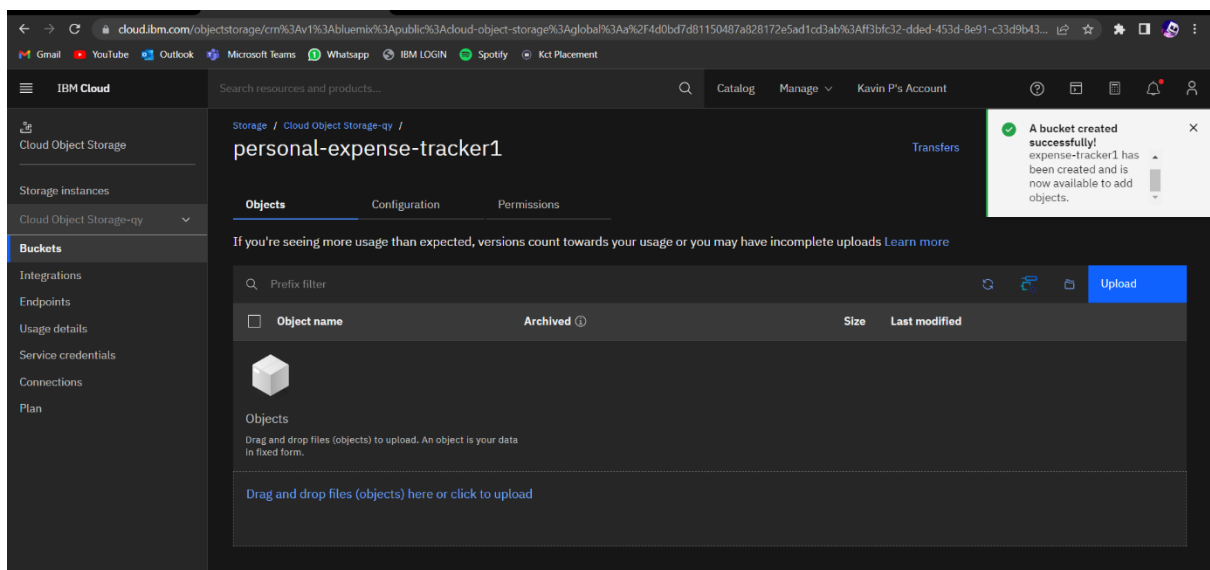 cloud.ibm.com/objectstorage/crn%3Av1%3Abluemix%3Apublic%3Acloud-object-storage%3Aglobal%3Aa%2F4d0bd7d81150487a828172e5ad1cd3ab%3Aff3bfc32-dded-453d-8e91-c33d9b43...
Gmail YouTube Outlook Microsoft Teams Whatsapp IBM LOGIN Spotify Kct Placement
IBM Cloud Search resources and products... Catalog Manage Kavin P's Account
Cloud Object Storage
Storage instances
Cloud Object Storage-qy
Buckets
Integrations
Endpoints
Usage details
Service credentials
Connections
Plan
Storage / Cloud Object Storage-qy /
personal-expense-tracker1
Transfers
A bucket created
successfully!
expense-tracker1 has
been created and is
now available to add
objects.
Objects Configuration Permissions
If you're seeing more usage than expected, versions count towards your usage or you may have incomplete uploads Learn more
Prefix filter Upload
Object name Archived Size Last modified
Objects
Drag and drop files (objects) to upload. An object is your data
in fixed form.
Drag and drop files (objects) here or click to upload